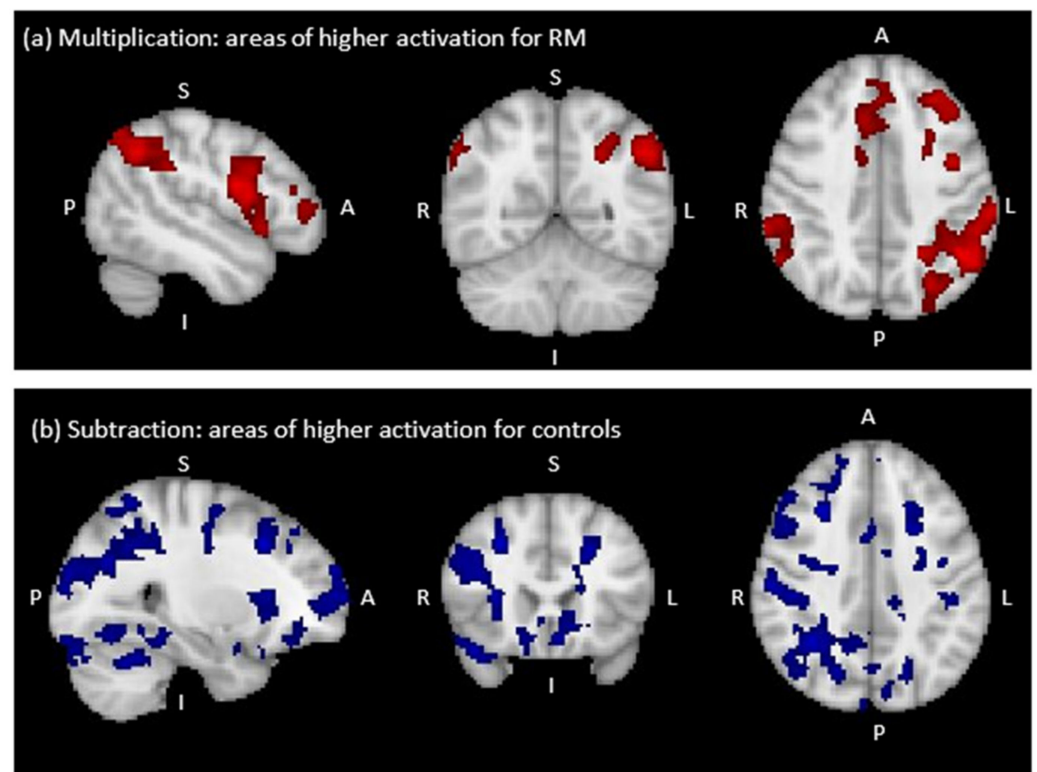 (a) Multiplication: areas of higher activation for RM
S
S
A
P
A
R
L
R
L
I
I
P
(b) Subtraction: areas of higher activation for controls
S
S
A
P
A
R
L
R
L
I
I
P